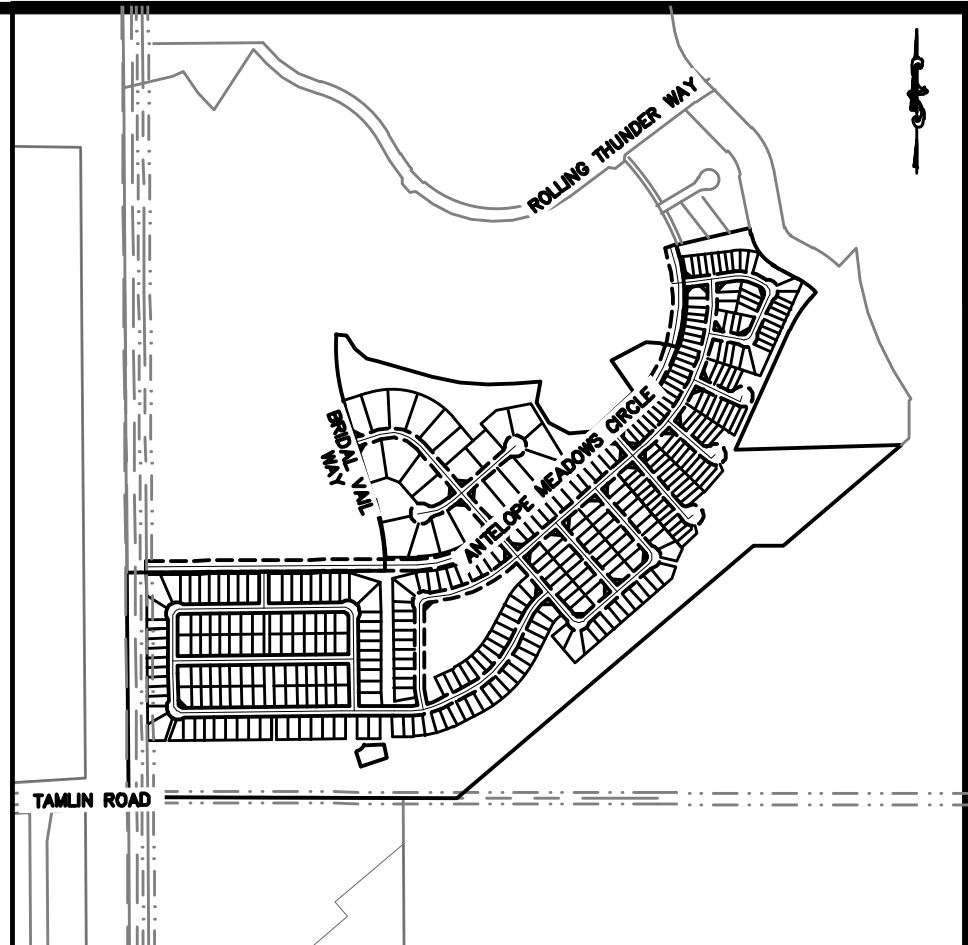 ROLLING THUNDER WAY
BRIDAL VAIL
WAY
ANTELOPE MEADOWS CIRCLE
TAMLIN ROAD